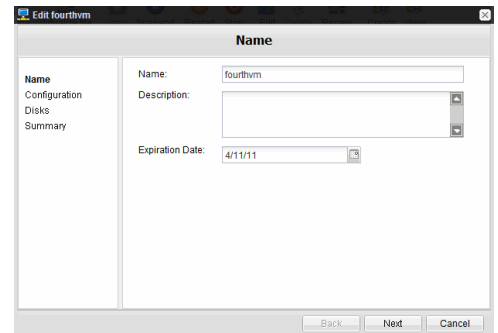 Edit fourthvm
Name
Name
Configuration
Disks
Summary
Name: fourthvm
Description:
Expiration Date: 4/11/11
Back Next Cancel